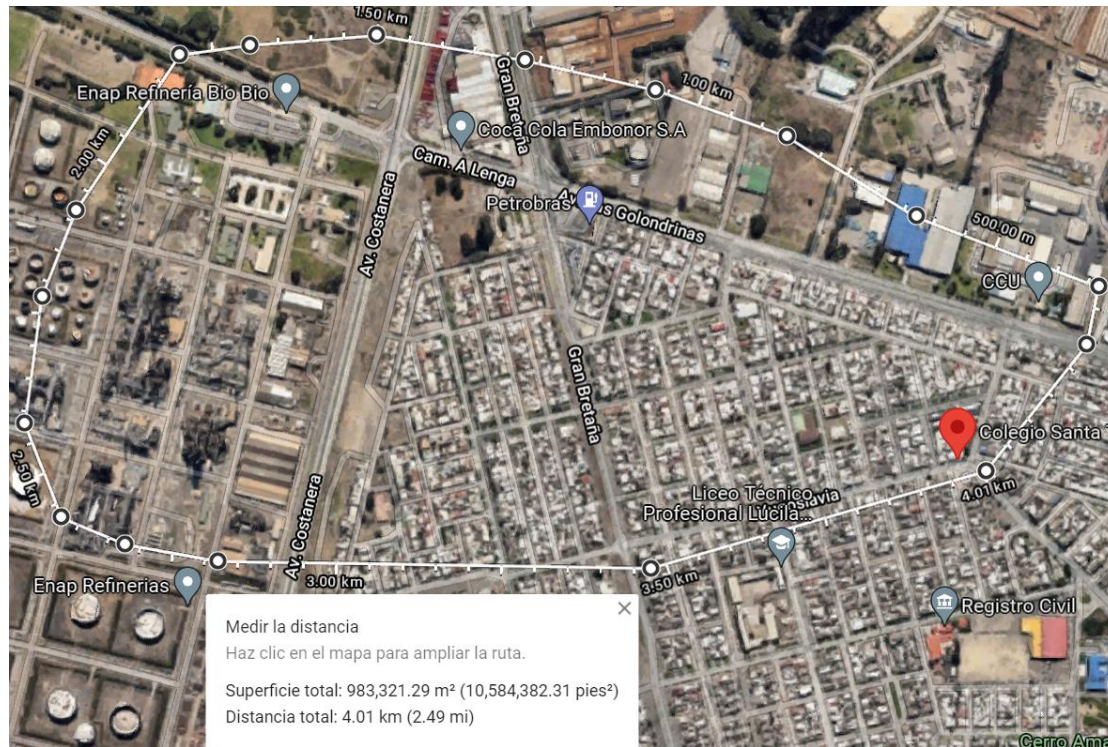 1.50 km
Enap Refinería Bio Bio
Gran Bretaña
1.00 km
Coca Cola Embonor S.A
Cam. A Lenga
2.00 km
Petrobras
Golondrinas
Av. Costanera
500.00 m
CCU
Gran Bretaña
Colegio Santa
2.50 km
Liceo Técnico
Profesional Lucila...
4.01 km
Av. Costanera
3.00 km
3.50 km
Enap Refinerias
Registro Civil
Medir la distancia
Haz clic en el mapa para ampliar la ruta.
Superficie total: 983,321.29 m² (10,584,382.31 pies²)
Distancia total: 4.01 km (2.49 mi)
Cerro Ama